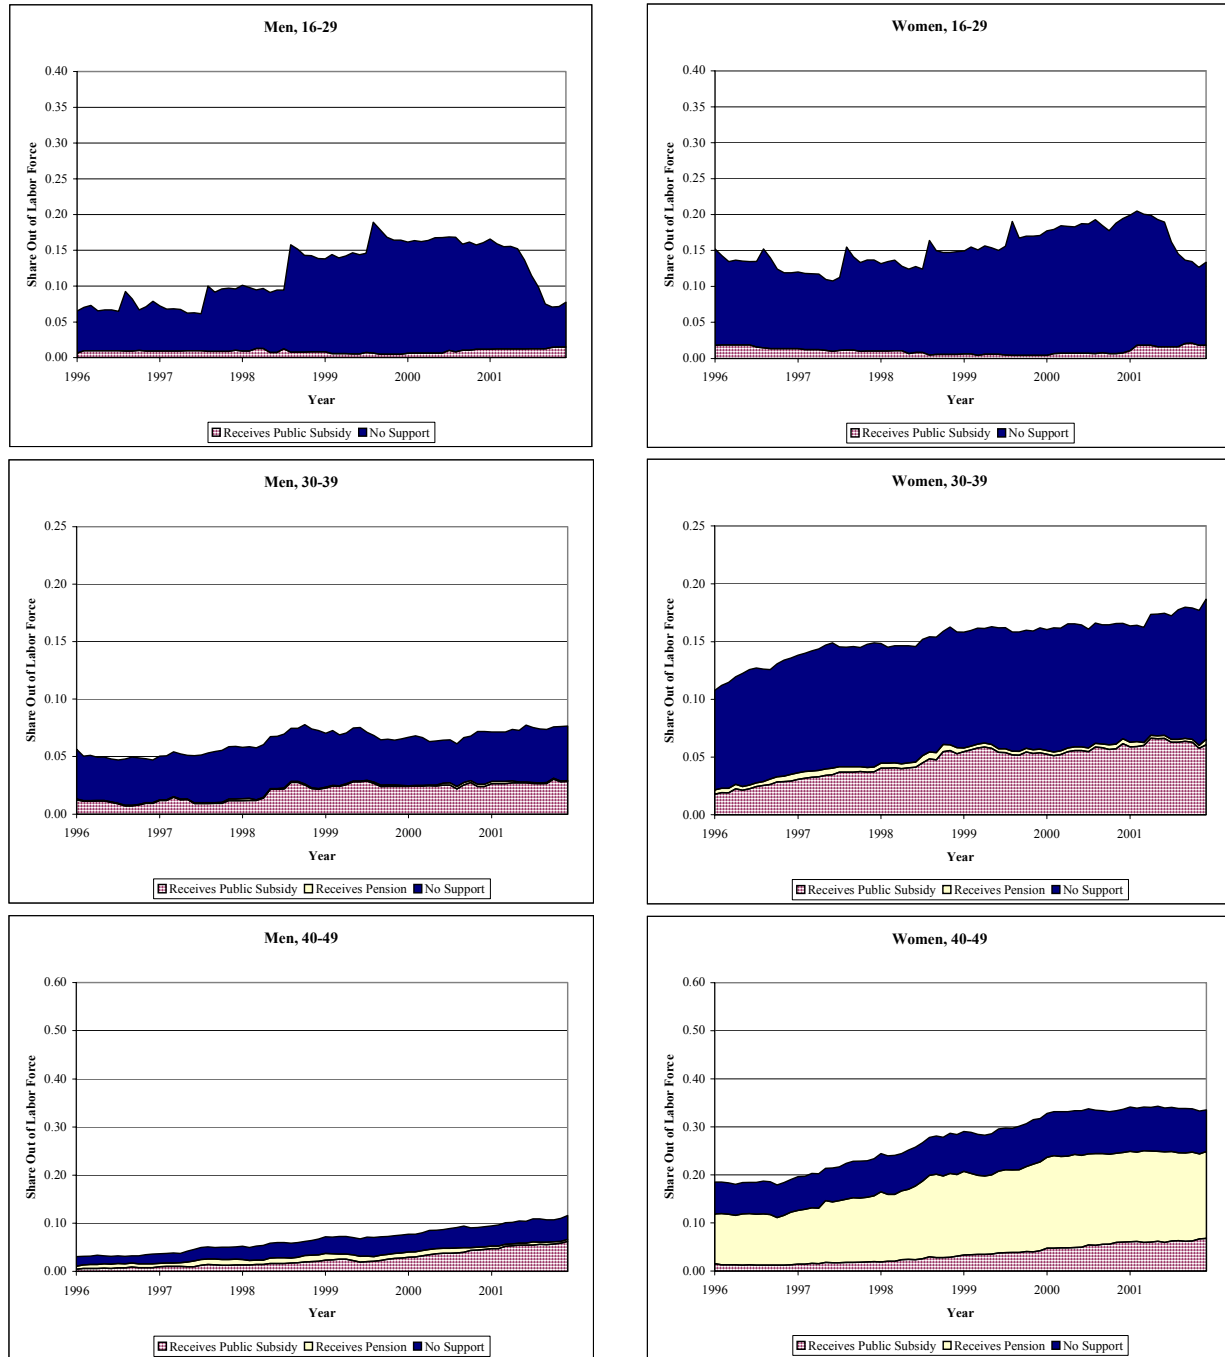 Men, 16-29
Share Out of Labor Force
0.40
0.35
0.30
0.25
0.20
0.15
0.10
0.05
0.00
1996 1997 1998 1999 2000 2001
Year
Receives Public Subsidy No Support
Women, 16-29
Share Out of Labor Force
0.40
0.35
0.30
0.25
0.20
0.15
0.10
0.05
0.00
1996 1997 1998 1999 2000 2001
Year
Receives Public Subsidy No Support
Men, 30-39
Share Out of Labor Force
0.25
0.20
0.15
0.10
0.05
0.00
1996 1997 1998 1999 2000 2001
Year
Receives Public Subsidy Receives Pension No Support
Women, 30-39
Share Out of Labor Force
0.25
0.20
0.15
0.10
0.05
0.00
1996 1997 1998 1999 2000 2001
Year
Receives Public Subsidy Receives Pension No Support
Men, 40-49
Share Out of Labor Force
0.60
0.50
0.40
0.30
0.20
0.10
0.00
1996 1997 1998 1999 2000 2001
Year
Receives Public Subsidy Receives Pension No Support
Women, 40-49
Share Out of Labor Force
0.60
0.50
0.40
0.30
0.20
0.10
0.00
1996 1997 1998 1999 2000 2001
Year
Receives Public Subsidy Receives Pension No Support